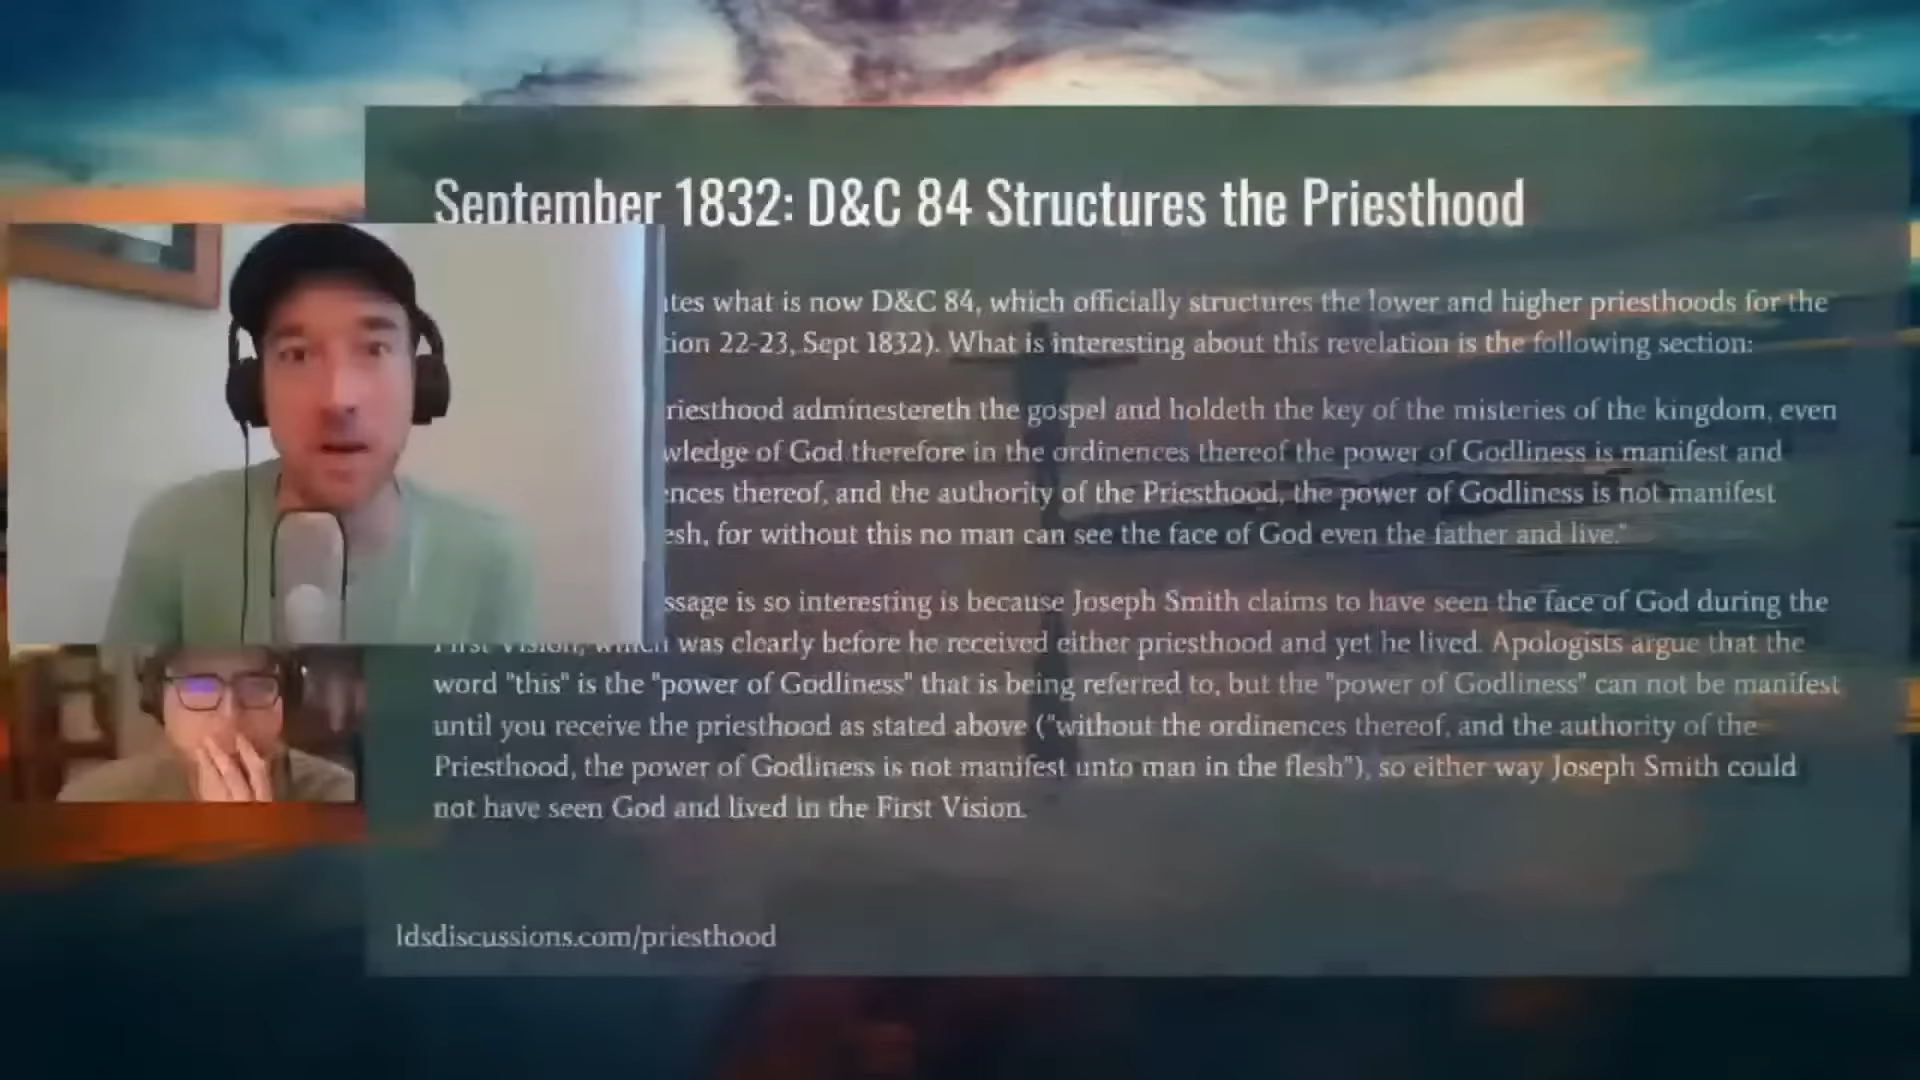 September 1832: D&C 84 Structures the Priesthood
what is now D&C 84, which officially structures the lower and higher priesthoods for the
22-23, Sept 1832). What is interesting about this revelation is the following section:
adminestereth the gospel and holdeth the key of the misteries of the kingdom, even
of God therefore in the ordinences thereof the power of Godliness is manifest and
thereof, and the authority of the Priesthood, the power of Godliness is not manifest
for without this no man can see the face of God even the father and live."
is so interesting is because Joseph Smith claims to have seen the face of God during the
First Vision, which was clearly before he received either priesthood and yet he lived. Apologists argue that the
word "this" is the "power of Godliness" that is being referred to, but the "power of Godliness" can not be manifest
until you receive the priesthood as stated above ("without the ordinences thereof, and the authority of the
Priesthood, the power of Godliness is not manifest unto man in the flesh"), so either way Joseph Smith could
not have seen God and lived in the First Vision.
ldsdiscussions.com/priesthood